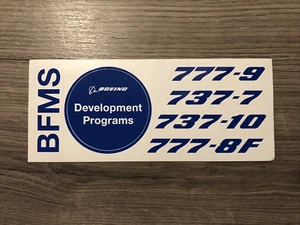 BFMS
BOEING
Development
Programs
777-9
737-7
737-10
777-8F